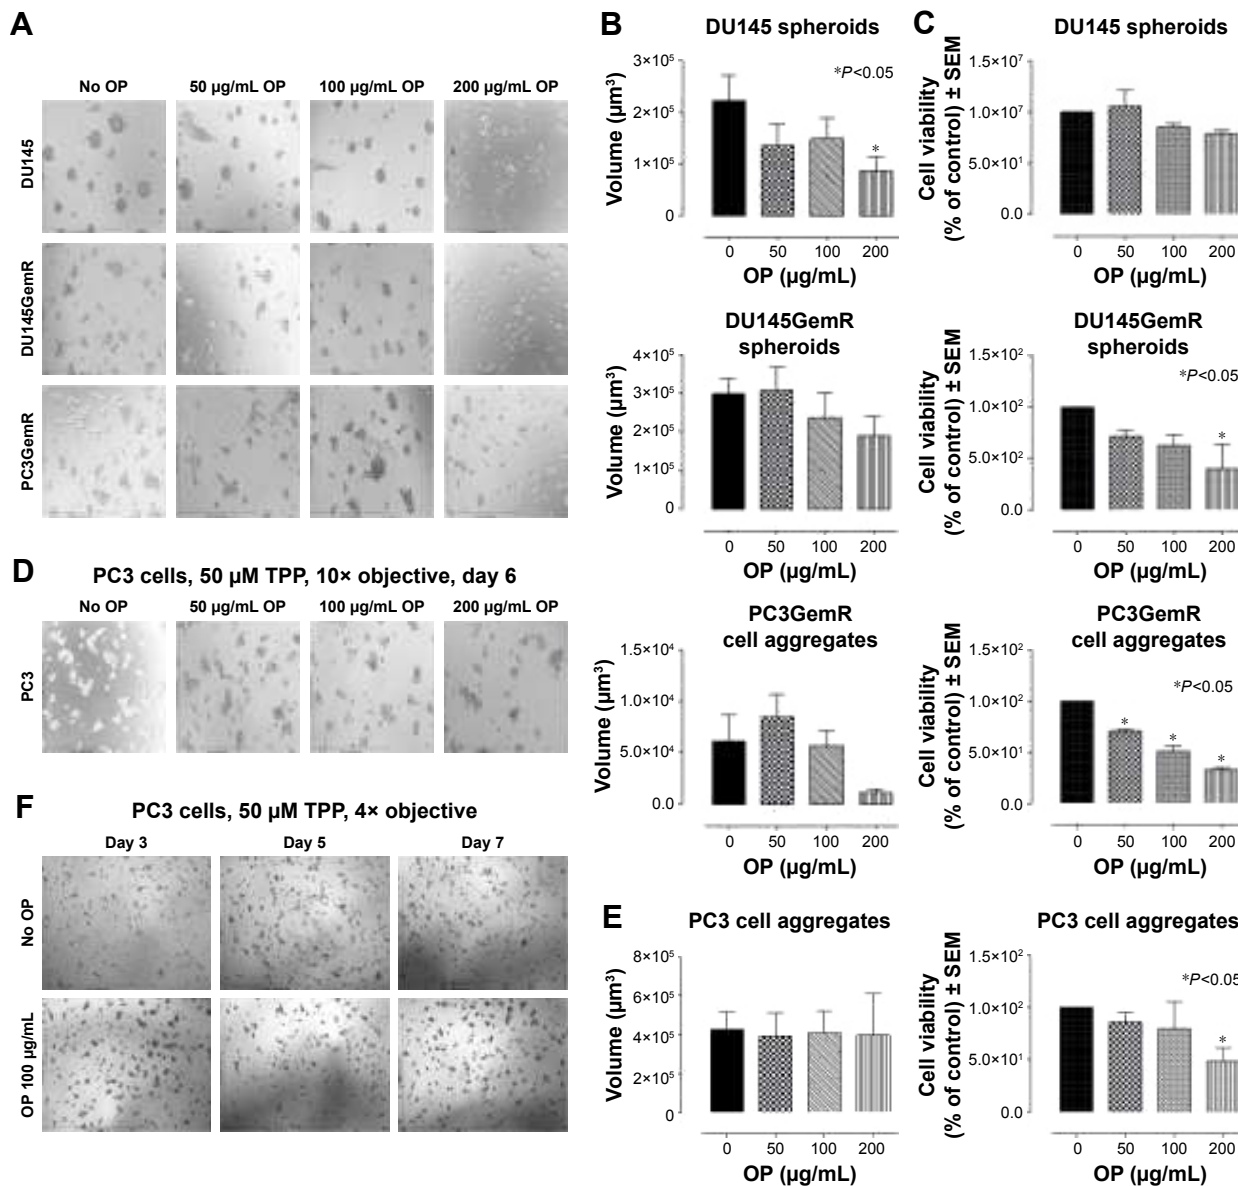 A
No OP
50 µg/mL OP
100 µg/mL OP
200 µg/mL OP
DU145
DU145GemR
PC3GemR
B
DU145 spheroids
Volume (µm³)
3×10⁵
2×10⁵
1×10⁵
0
*P<0.05
*
0
50
100
200
OP (µg/mL)
DU145GemR
spheroids
Volume (µm³)
4×10⁵
3×10⁵
2×10⁵
1×10⁵
0
0
50
100
200
OP (µg/mL)
PC3GemR
cell aggregates
Volume (µm³)
1.5×10⁴
1.0×10⁴
5.0×10⁴
0.0
0
50
100
200
OP (µg/mL)
C
DU145 spheroids
Cell viability
(% of control) ± SEM
1.5×10⁷
1.0×10⁷
5.0×10¹
0.0
0
50
100
200
OP (µg/mL)
DU145GemR
spheroids
Cell viability
(% of control) ± SEM
1.5×10²
1.0×10²
5.0×10²
0.0
*P<0.05
*
0
50
100
200
OP (µg/mL)
PC3GemR
cell aggregates
Cell viability
(% of control) ± SEM
1.5×10²
1.0×10²
5.0×10¹
0.0
*P<0.05
*
*
*
0
50
100
200
OP (µg/mL)
D
PC3 cells, 50 µM TPP, 10× objective, day 6
No OP
50 µg/mL OP
100 µg/mL OP
200 µg/mL OP
PC3
E
PC3 cell aggregates
Volume (µm³)
8×10⁵
6×10⁵
4×10⁵
2×10⁵
0
0
50
100
200
OP (µg/mL)
PC3 cell aggregates
Cell viability
(% of control) ± SEM
1.5×10²
1.0×10²
5.0×10¹
0.0
*P<0.05
*
0
50
100
200
OP (µg/mL)
F
PC3 cells, 50 µM TPP, 4× objective
Day 3
Day 5
Day 7
No OP
OP 100 µg/mL